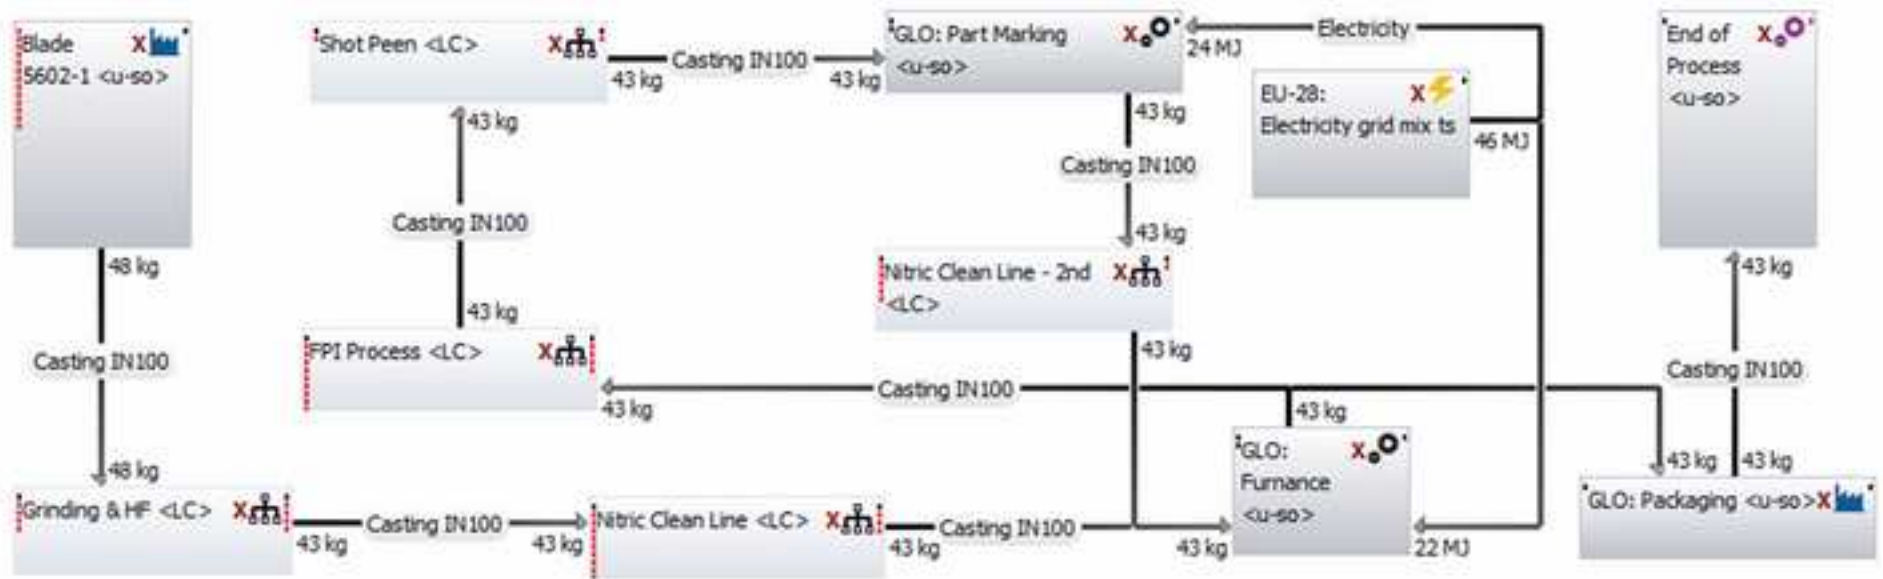 Blade
5602-1 <u-so>
48 kg
Casting IN100
48 kg
Grinding & HF <LC>
43 kg
Casting IN100
43 kg
Nitric Clean Line <LC>
43 kg
Casting IN100
43 kg
GLO:
Furnance
<u-so>
22 MJ
43 kg
Casting IN100
43 kg
FPI Process <LC>
43 kg
Casting IN100
43 kg
Shot Peen <LC>
43 kg
Casting IN100
43 kg
GLO: Part Marking
<u-so>
24 MJ
Electricity
EU-28:
Electricity grid mix ts
46 MJ
43 kg
Casting IN100
43 kg
Nitric Clean Line - 2nd
<LC>
43 kg
43 kg
GLO: Packaging <u-so>
43 kg
Casting IN100
43 kg
End of
Process
<u-so>